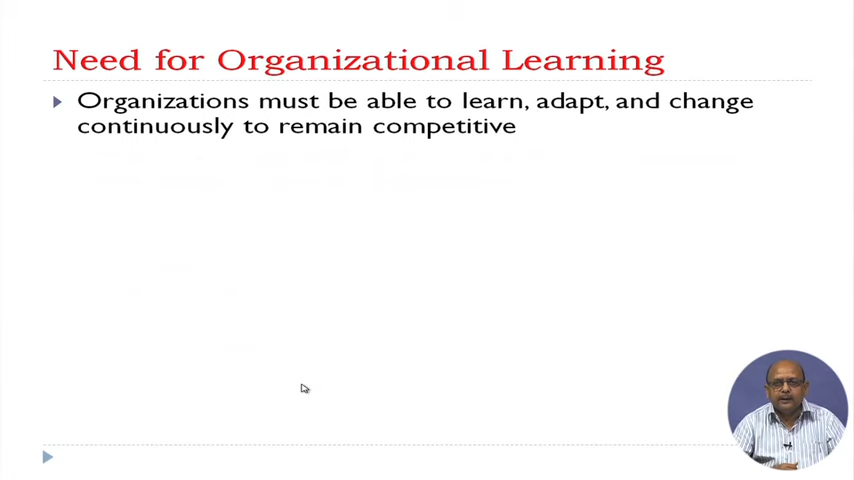 Need for Organizational Learning
Organizations must be able to learn, adapt, and change
continuously to remain competitive